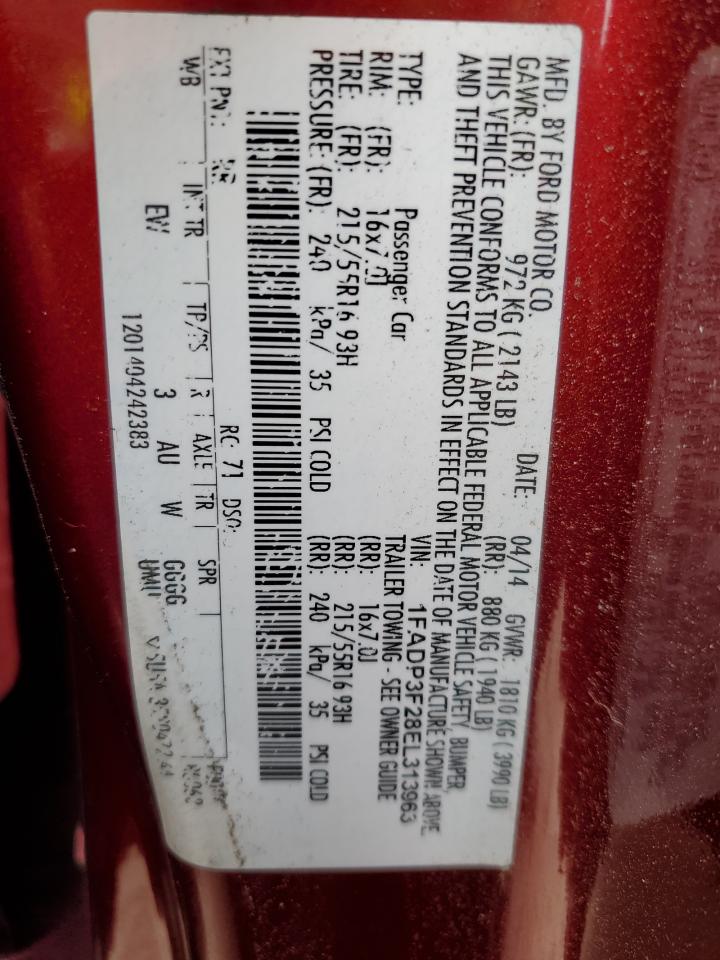 MFD. BY FORD MOTOR CO.
DATE: 04/14 GVWR: 1810 KG ( 3990 LB)
GAWR: (FR): 972 KG ( 2143 LB) (RR): 880 KG ( 1940 LB)
THIS VEHICLE CONFORMS TO ALL APPLICABLE FEDERAL MOTOR VEHICLE SAFETY, BUMPER,
AND THEFT PREVENTION STANDARDS IN EFFECT ON THE DATE OF MANUFACTURE SHOWN ABOVE
VIN: 1FADP3F28EL313963
TYPE: Passenger Car TRAILER TOWING - SEE OWNER GUIDE
RIM: (FR): 16x7.0J (RR): 16x7.0J
TIRE: (FR): 215/55R16 93H (RR): 215/55R16 93H
PRESSURE: (FR): 240 kPa/ 35 PSI COLD (RR): 240 kPa/ 35 PSI COLD
EXT PNT: RC: 71 DSO:
WB INT TR TP/PS R AXLE TR SPR
EW 3 AU W GGGG
1201404242383